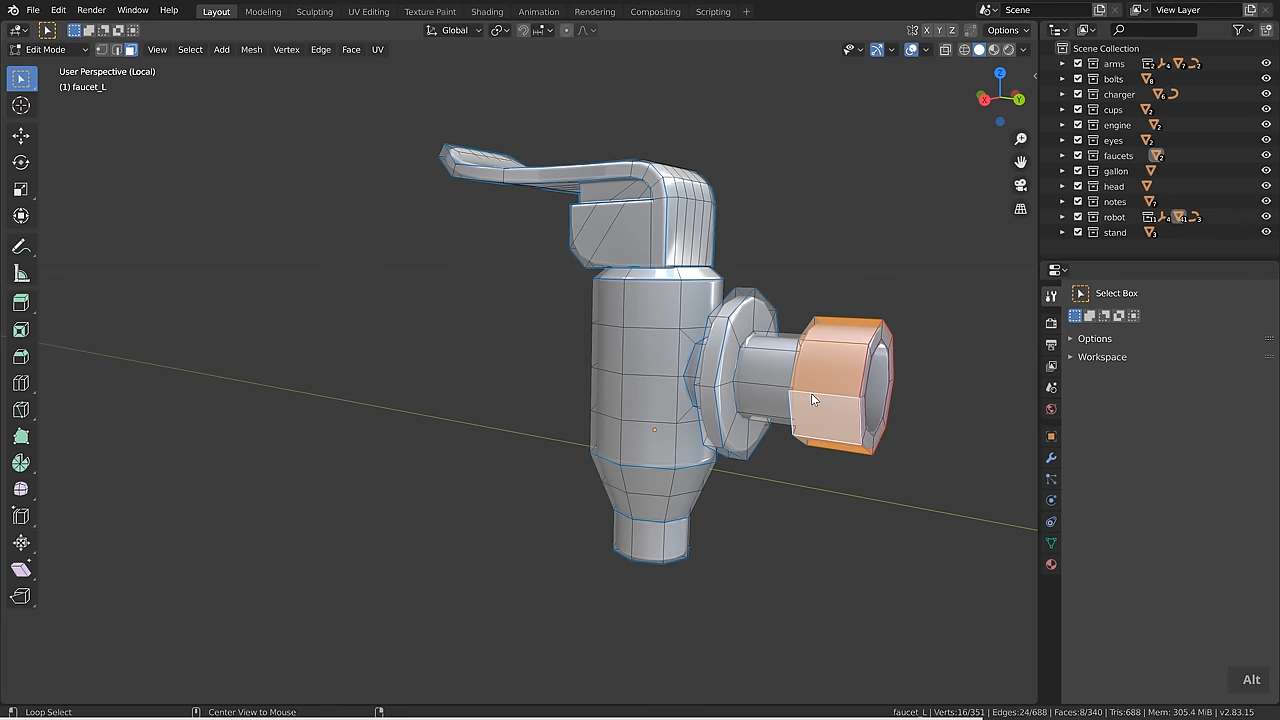 File Edit Render Window Help Layout Modeling Sculpting UV Editing Texture Paint Shading Animation Rendering Compositing Scripting + Scene View Layer
Global X Y Z Options
Edit Mode View Select Add Mesh Vertex Edge Face UV
User Perspective (Local)
(1) faucet_L
Z
X Y
Scene Collection
arms
bolts
charger
cups
engine
eyes
faucets
gallon
head
notes
robot
stand
Select Box
Options
Workspace
Alt
Loop Select Center View to Mouse faucet_L | Verts:16/351 | Edges:24/688 | Faces:8/340 | Tris:688 | Mem: 305.4 MiB | v2.83.15